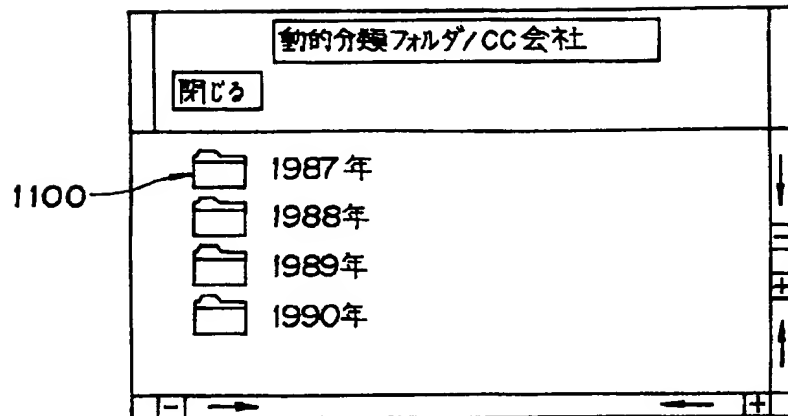 動的分類フォルダ/CC会社
閉じる
1100
1987年
1988年
1989年
1990年
- +
- +